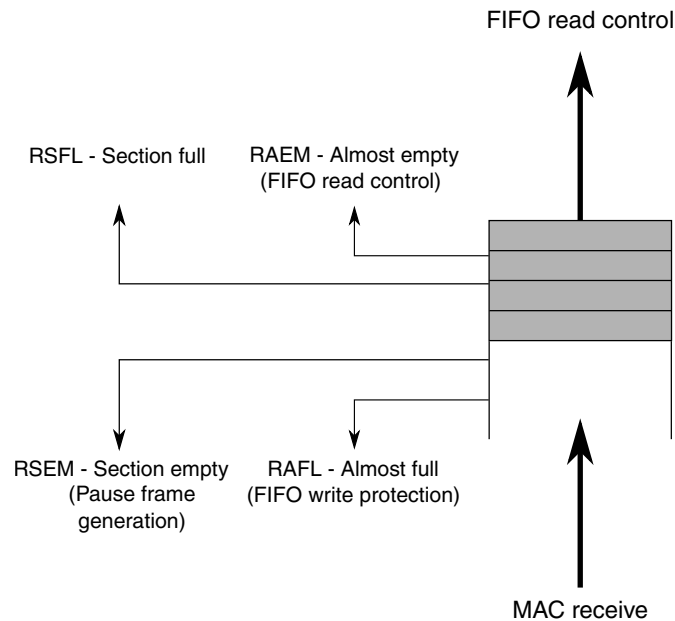 FIFO read control
RSFL - Section full
RAEM - Almost empty
(FIFO read control)
RSEM - Section empty
(Pause frame
generation)
RAFL - Almost full
(FIFO write protection)
MAC receive